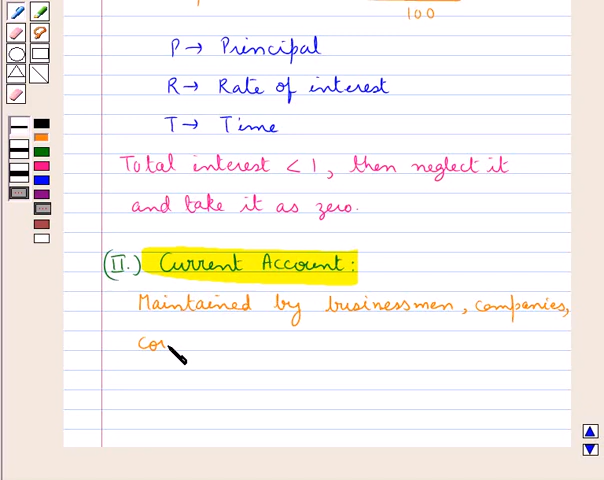 100
P→ Principal
R→ Rate of interest
T→ Time
Total interest < 1, then neglect it
and take it as zero.
(II.) Current Account:
Maintained by businessmen, companies,
cor